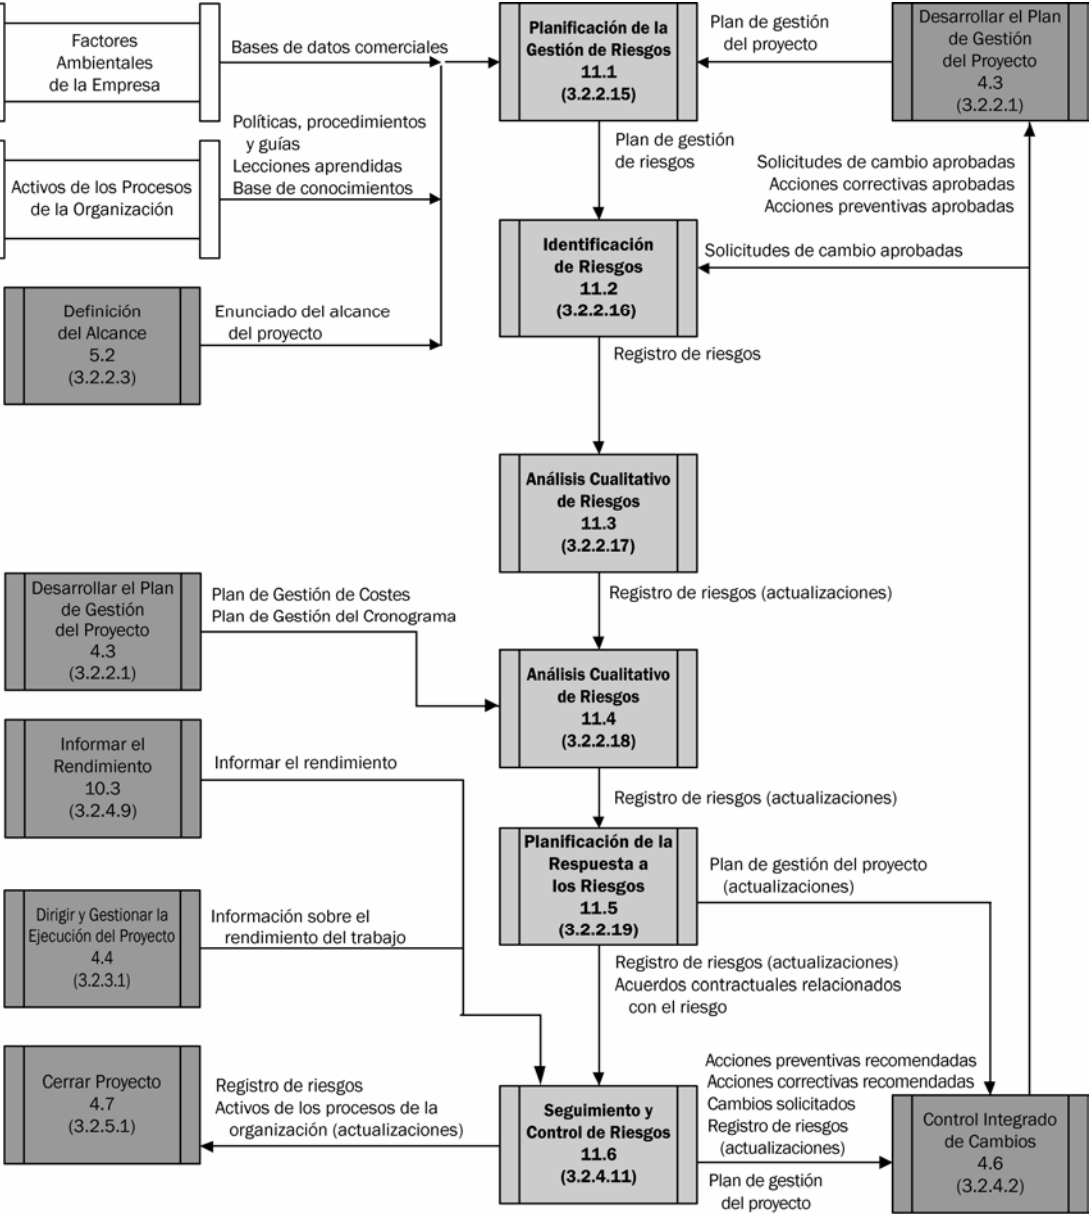 Factores
Ambientales
de la Empresa
Bases de datos comerciales
Planificación de la
Gestión de Riesgos
11.1
(3.2.2.15)
Plan de gestión
del proyecto
Desarrollar el Plan
de Gestión
del Proyecto
4.3
(3.2.2.1)
Activos de los Procesos
de la Organización
Políticas, procedimientos
y guías
Lecciones aprendidas
Base de conocimientos
Plan de gestión
de riesgos
Solicitudes de cambio aprobadas
Acciones correctivas aprobadas
Acciones preventivas aprobadas
Identificación
de Riesgos
11.2
(3.2.2.16)
Solicitudes de cambio aprobadas
Definición
del Alcance
5.2
(3.2.2.3)
Enunciado del alcance
del proyecto
Registro de riesgos
Análisis Cualitativo
de Riesgos
11.3
(3.2.2.17)
Registro de riesgos (actualizaciones)
Desarrollar el Plan
de Gestión
del Proyecto
4.3
(3.2.2.1)
Plan de Gestión de Costes
Plan de Gestión del Cronograma
Análisis Cualitativo
de Riesgos
11.4
(3.2.2.18)
Informar el
Rendimiento
10.3
(3.2.4.9)
Informar el rendimiento
Registro de riesgos (actualizaciones)
Planificación de la
Respuesta a
los Riesgos
11.5
(3.2.2.19)
Plan de gestión del proyecto
(actualizaciones)
Dirigir y Gestionar la
Ejecución del Proyecto
4.4
(3.2.3.1)
Información sobre el
rendimiento del trabajo
Registro de riesgos (actualizaciones)
Acuerdos contractuales relacionados
con el riesgo
Cerrar Proyecto
4.7
(3.2.5.1)
Registro de riesgos
Activos de los procesos de la
organización (actualizaciones)
Seguimiento y
Control de Riesgos
11.6
(3.2.4.11)
Acciones preventivas recomendadas
Acciones correctivas recomendadas
Cambios solicitados
Registro de riesgos
(actualizaciones)
Plan de gestión
del proyecto
Control Integrado
de Cambios
4.6
(3.2.4.2)